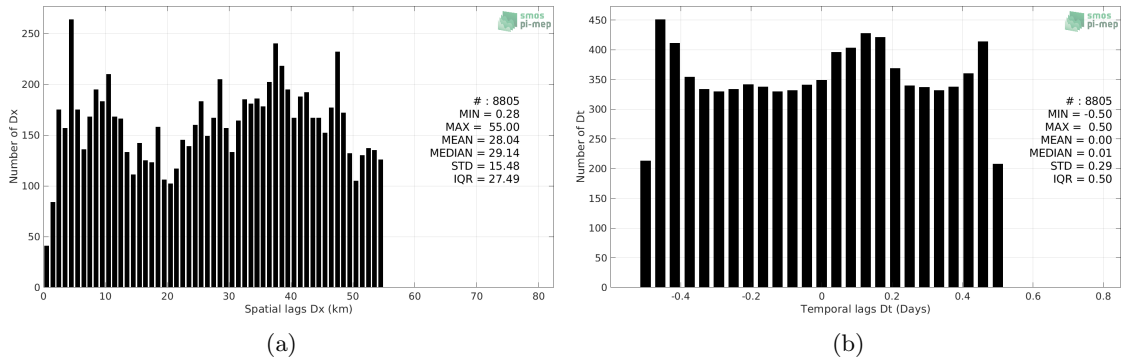 smos
pi-mep
250
200
150
100
50
0
Number of Dx
# : 8805
MIN = 0.28
MAX = 55.00
MEAN = 28.04
MEDIAN = 29.14
STD = 15.48
IQR = 27.49
0 10 20 30 40 50 60 70 80
Spatial lags Dx (km)
(a)
smos
pi-mep
450
400
350
300
250
200
150
100
50
0
Number of Dt
# : 8805
MIN = -0.50
MAX = 0.50
MEAN = 0.00
MEDIAN = 0.01
STD = 0.29
IQR = 0.50
-0.4 -0.2 0 0.2 0.4 0.6 0.8
Temporal lags Dt (Days)
(b)